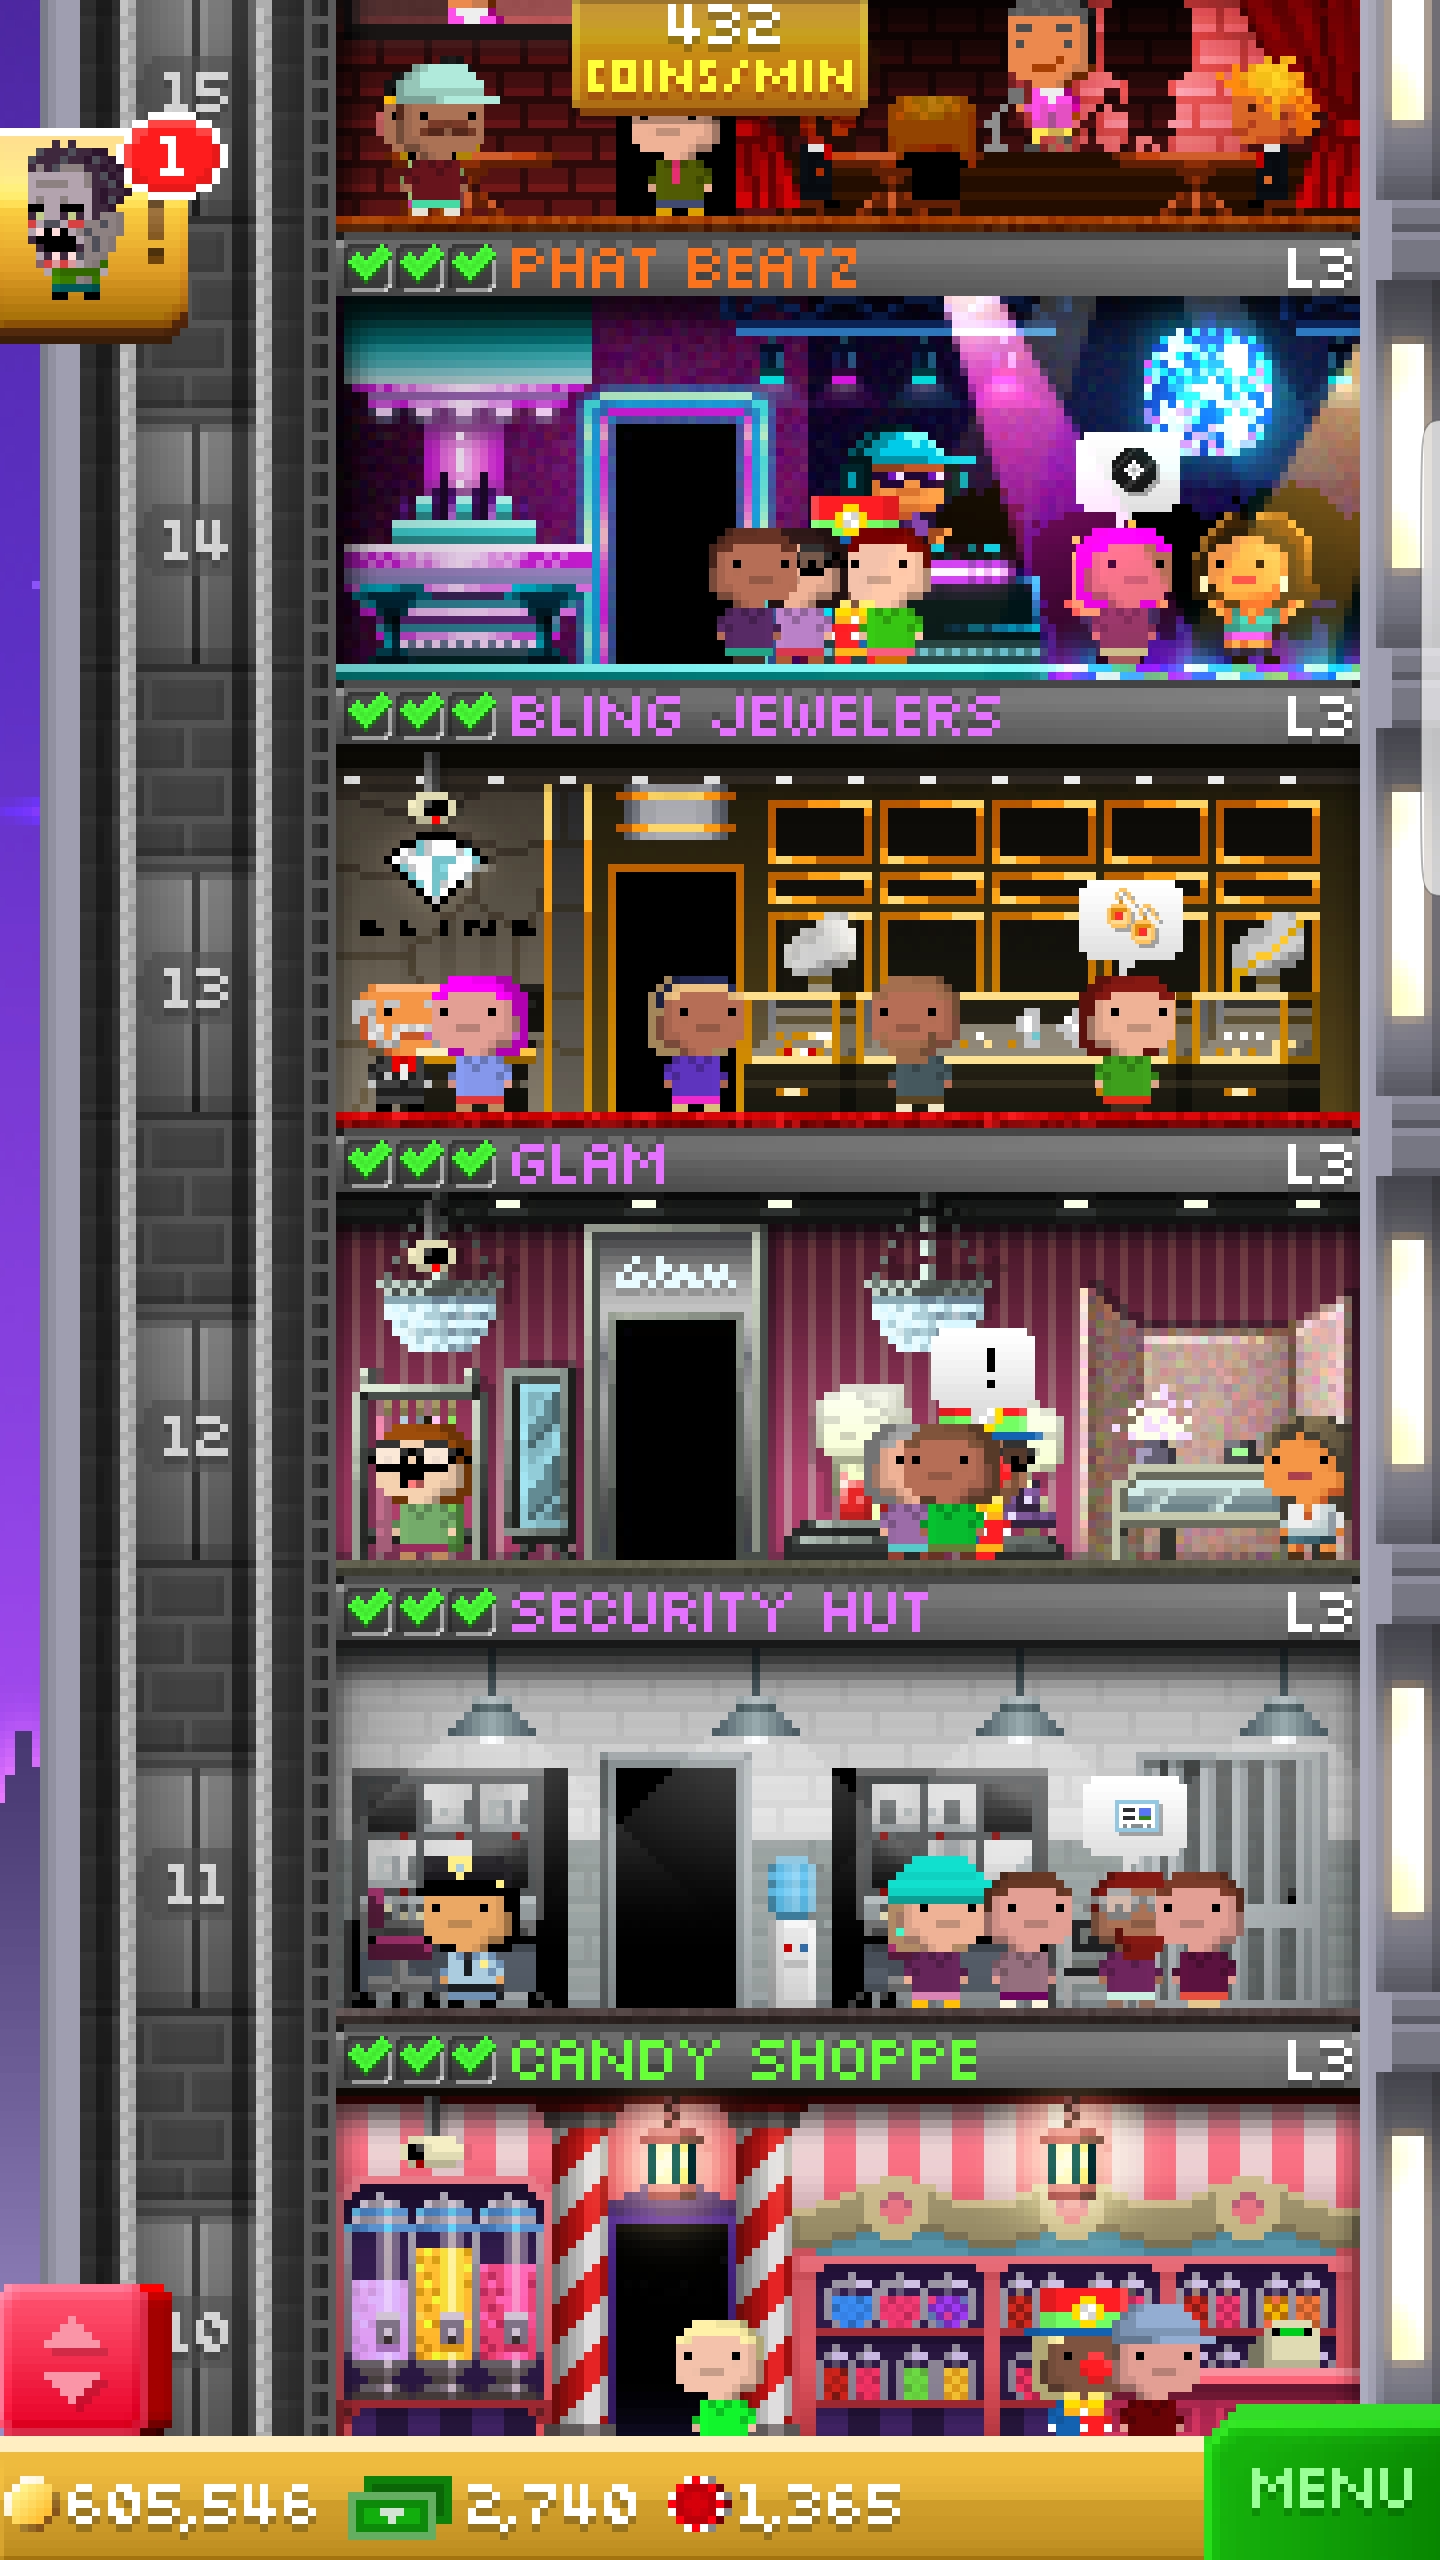 432
COINS/MIN
15
1
!
PHAT BEATZ L3
14
BLING JEWELERS L3
BLING
13
GLAM L3
Glam
!
12
SECURITY HUT L3
11
CANDY SHOPPE L3
10
605,546 2,740 1,365
MENU